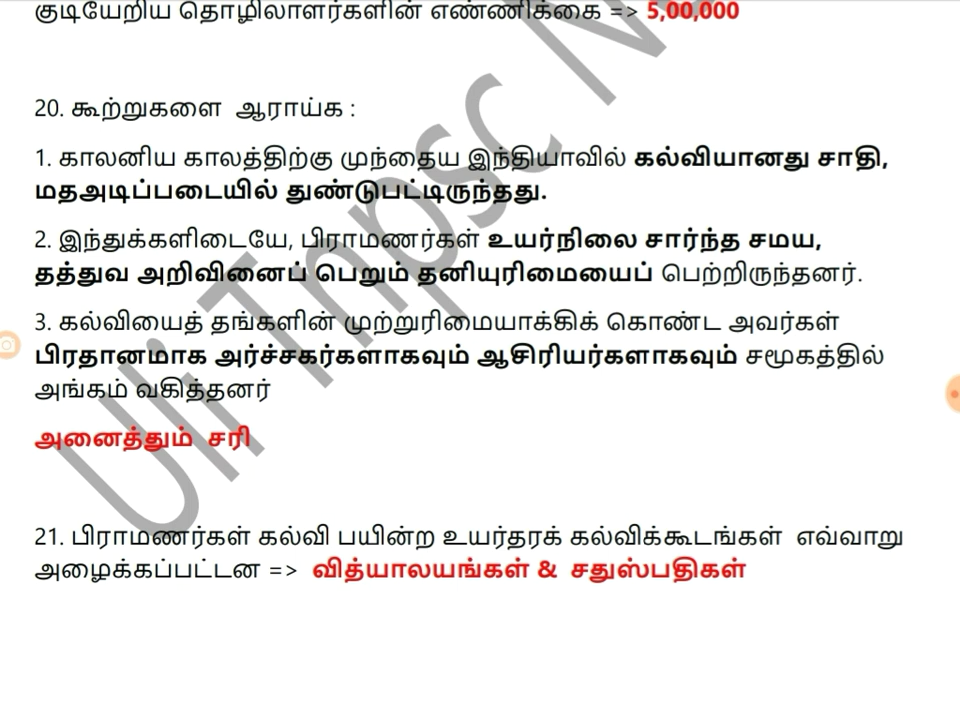 குடியேறிய தொழிலாளர்களின் எண்ணிக்கை => 5,00,000
20. கூற்றுகளை ஆராய்க :
1. காலனிய காலத்திற்கு முந்தைய இந்தியாவில் கல்வியானது சாதி,
மதஅடிப்படையில் துண்டுபட்டிருந்தது.
2. இந்துக்களிடையே, பிராமணர்கள் உயர்நிலை சார்ந்த சமய,
தத்துவ அறிவினைப் பெறும் தனியுரிமையைப் பெற்றிருந்தனர்.
3. கல்வியைத் தங்களின் முற்றுரிமையாக்கிக் கொண்ட அவர்கள்
பிரதானமாக அர்ச்சகர்களாகவும் ஆசிரியர்களாகவும் சமூகத்தில்
அங்கம் வகித்தனர்
அனைத்தும் சரி
21. பிராமணர்கள் கல்வி பயின்ற உயர்தரக் கல்விக்கூடங்கள் எவ்வாறு
அழைக்கப்பட்டன => வித்யாலயங்கள் & சதுஸ்பதிகள்